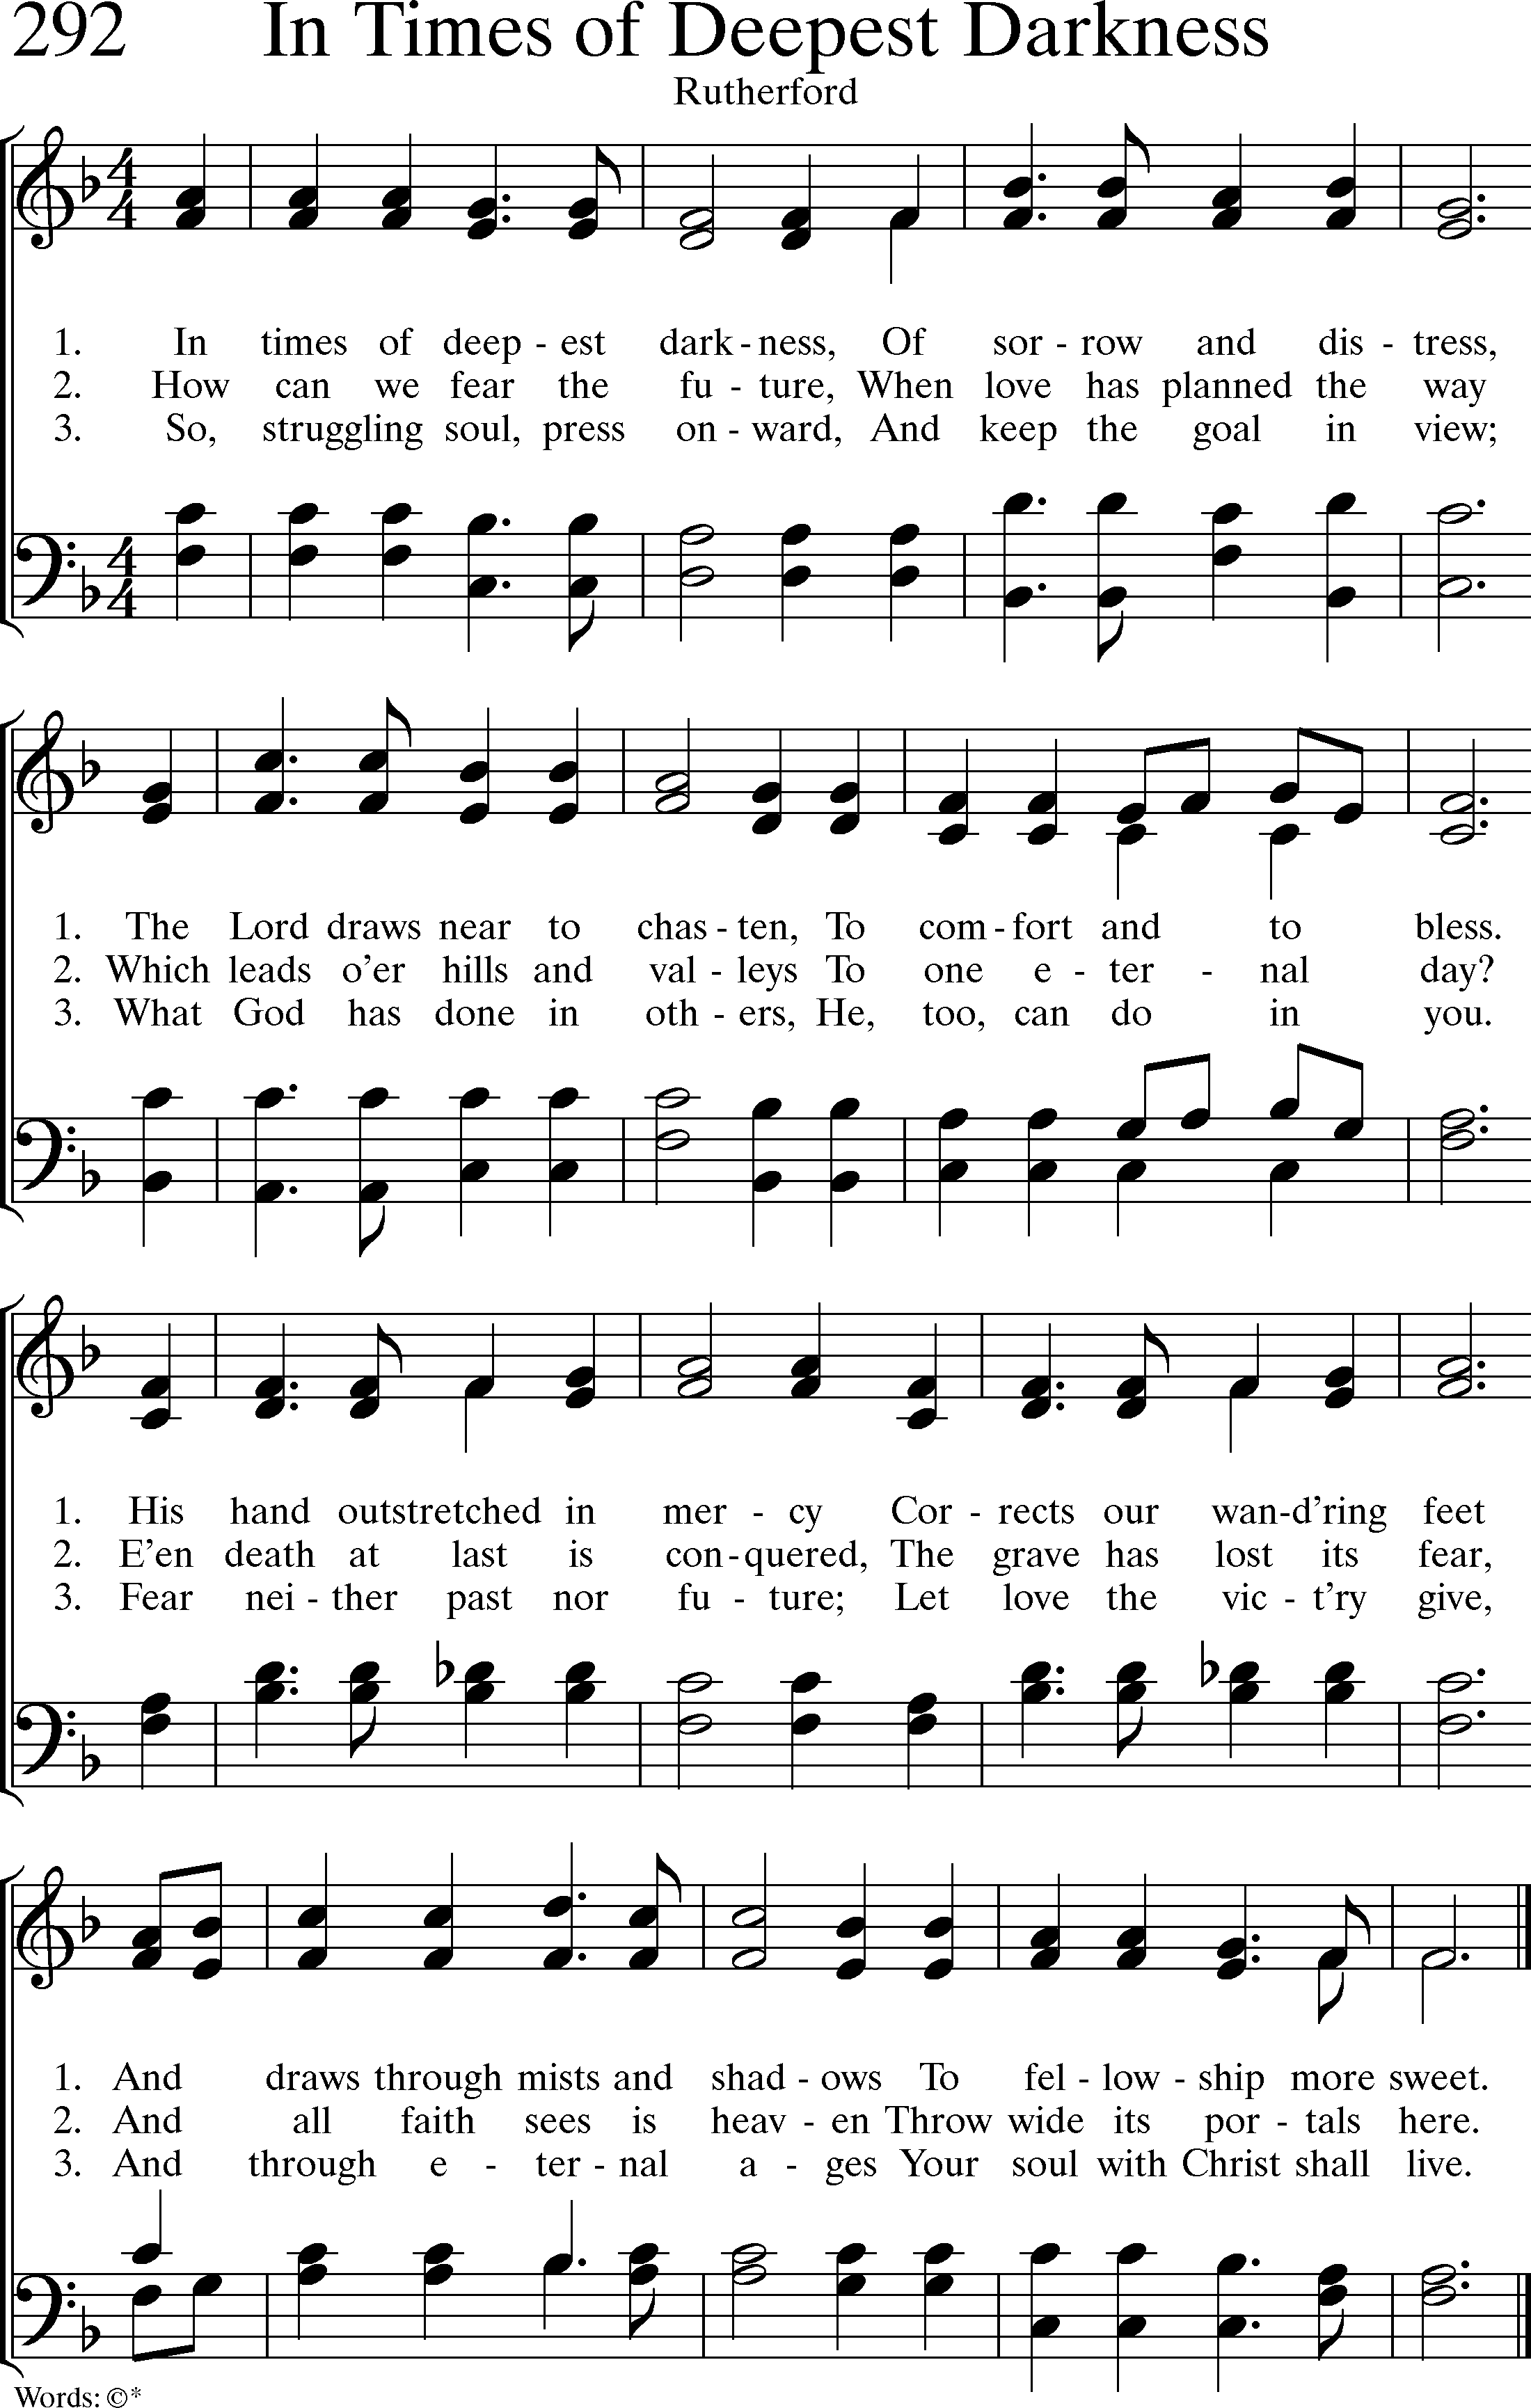 292 In Times of Deepest Darkness
Rutherford
4 4
1. In times of deep - est dark - ness, Of sor - row and dis - tress,
2. How can we fear the fu - ture, When love has planned the way
3. So, struggling soul, press on - ward, And keep the goal in view;
4 4
1. The Lord draws near to chas - ten, To com - fort and to bless.
2. Which leads o’er hills and val - leys To one e - ter - nal day?
3. What God has done in oth - ers, He, too, can do in you.
1. His hand outstretched in mer - cy Cor - rects our wan-d’ring feet
2. E’en death at last is con - quered, The grave has lost its fear,
3. Fear nei - ther past nor fu - ture; Let love the vic - t’ry give,
1. And draws through mists and shad - ows To fel - low - ship more sweet.
2. And all faith sees is heav - en Throw wide its por - tals here.
3. And through e - ter - nal a - ges Your soul with Christ shall live.
Words: ©*